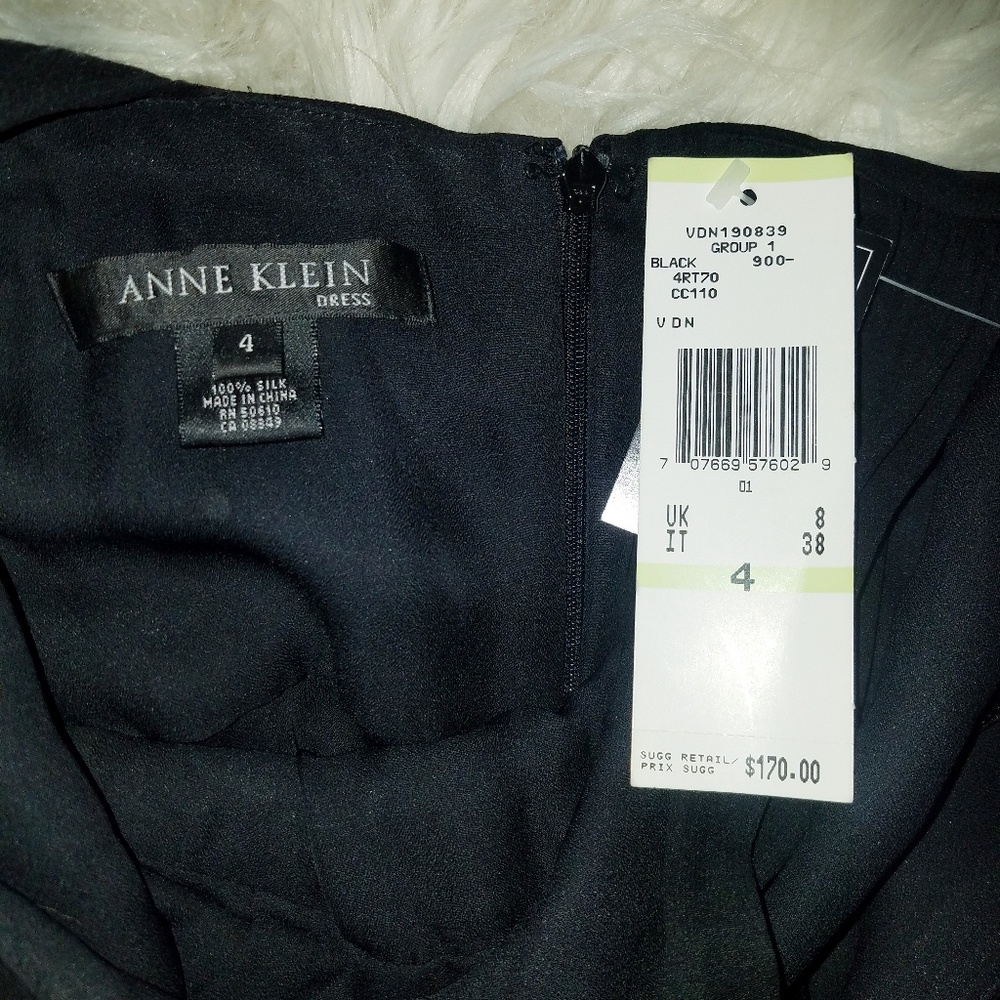 ANNE KLEIN
DRESS
4
100% SILK
MADE IN CHINA
RN 50610
CA 08349
VDN190839
GROUP 1
BLACK 900-
4RT70
CC110
VDN
7 07669 57602 9
01
UK 8
IT 38
4
SUGG RETAIL/
PRIX SUGG $170.00